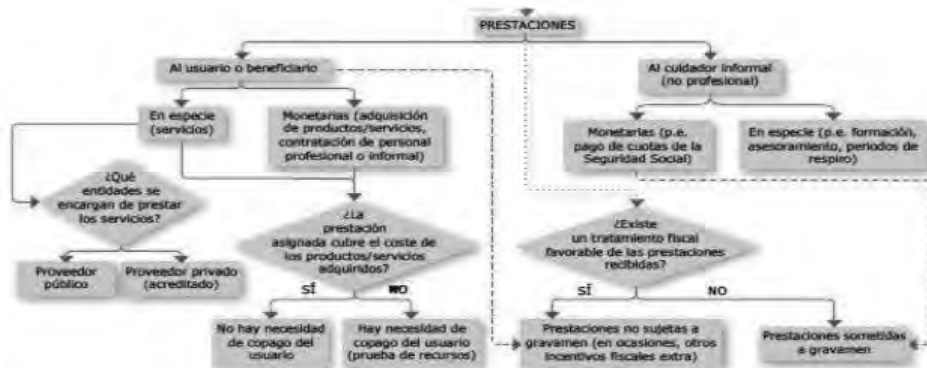 PRESTACIONES
Al usuario o beneficiario
Al cuidador informal
(no profesional)
En especie
(servicios)
Monetarias (adquisición
de productos/servicios,
contratación de personal
profesional o informal)
Monetarias (p.e.
pago de cuotas de la
Seguridad Social)
En especie (p.e. formación,
asesoramiento, periodos de
respiro)
¿Qué
entidades se
encargan de prestar
los servicios?
¿La
prestación
asignada cubre el coste de
los productos/servicios
adquiridos?
¿Existe
un tratamiento fiscal
favorable de las prestaciones
recibidas?
Proveedor
público
Proveedor privado
(acreditado)
sí
NO
sí
NO
No hay necesidad
de copago del
usuario
Hay necesidad de
copago del usuario
(prueba de recursos)
Prestaciones no sujetas a
gravamen (en ocasiones, otros
incentivos fiscales extra)
Prestaciones sometidas
a gravamen